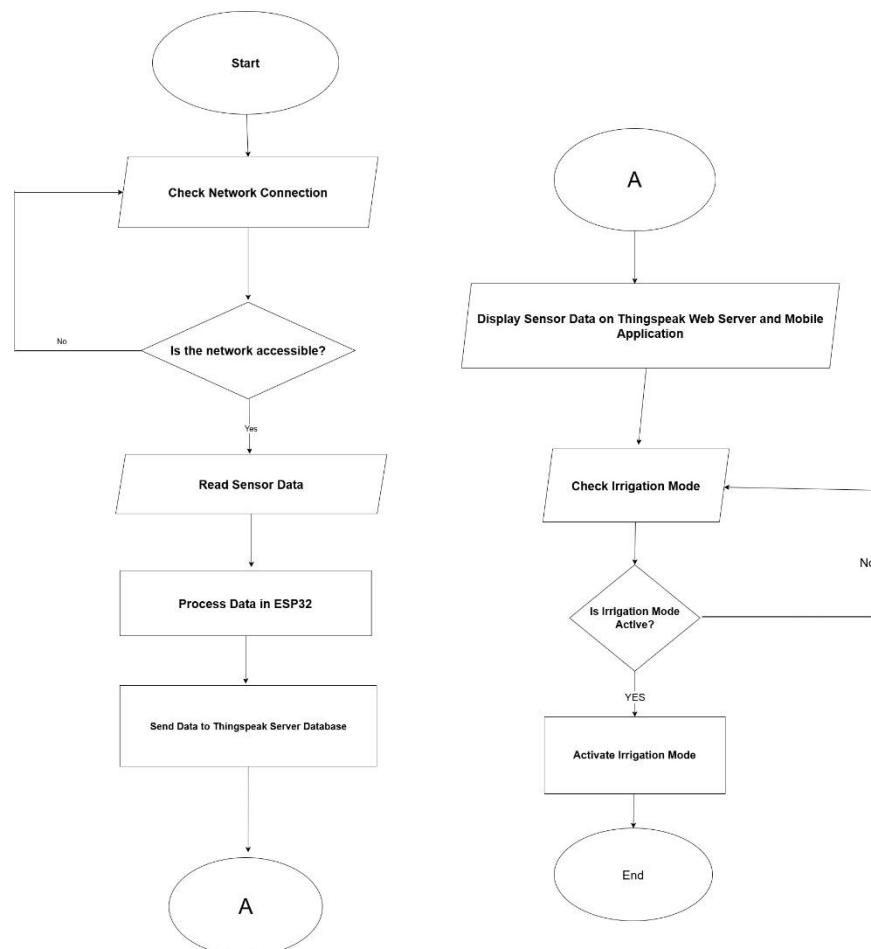 Start
Check Network Connection
Is the network accessible?
No
Yes
Read Sensor Data
Process Data in ESP32
Send Data to Thingspeak Server Database
A
A
Display Sensor Data on Thingspeak Web Server and Mobile
Application
Check Irrigation Mode
Is Irrigation Mode
Active?
No
YES
Activate Irrigation Mode
End